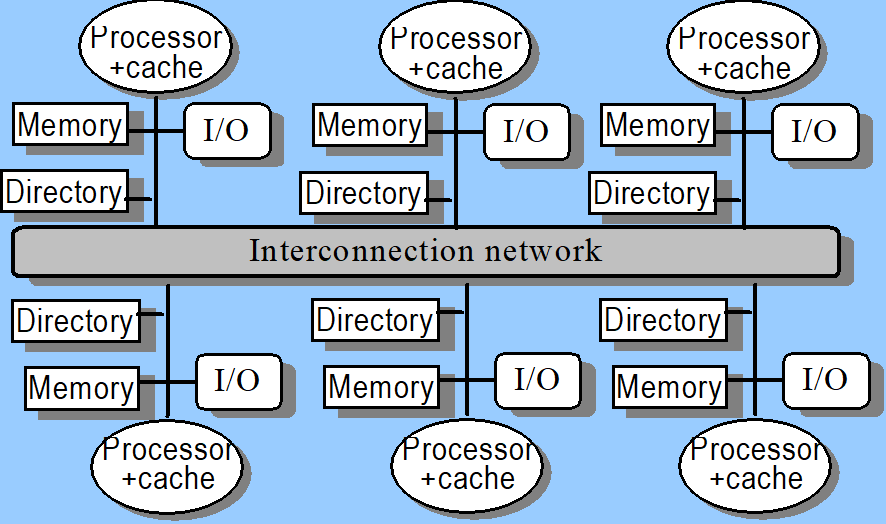 Processor
+cache
Processor
+cache
Processor
+cache
Memory
I/O
Memory
I/O
Memory
I/O
Directory
Directory
Directory
Interconnection network
Directory
Directory
Directory
Memory
I/O
Memory
I/O
Memory
I/O
Processor
+cache
Processor
+cache
Processor
+cache